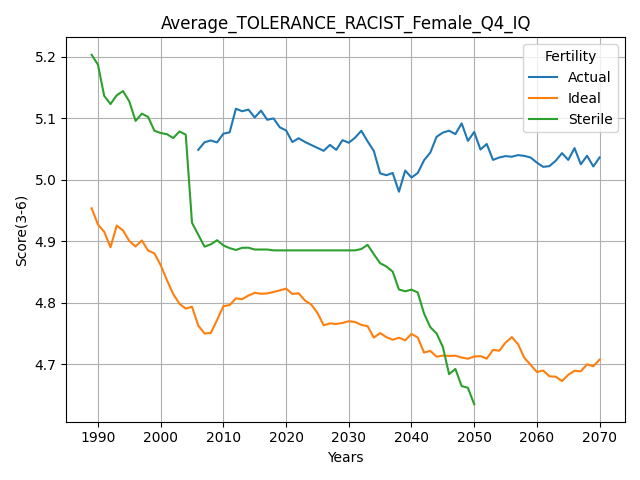 Average_TOLERANCE_RACIST_Female_Q4_IQ
Fertility
Actual
Ideal
Sterile
Score(3-6)
5.2
5.1
5.0
4.9
4.8
4.7
1990 2000 2010 2020 2030 2040 2050 2060 2070
Years